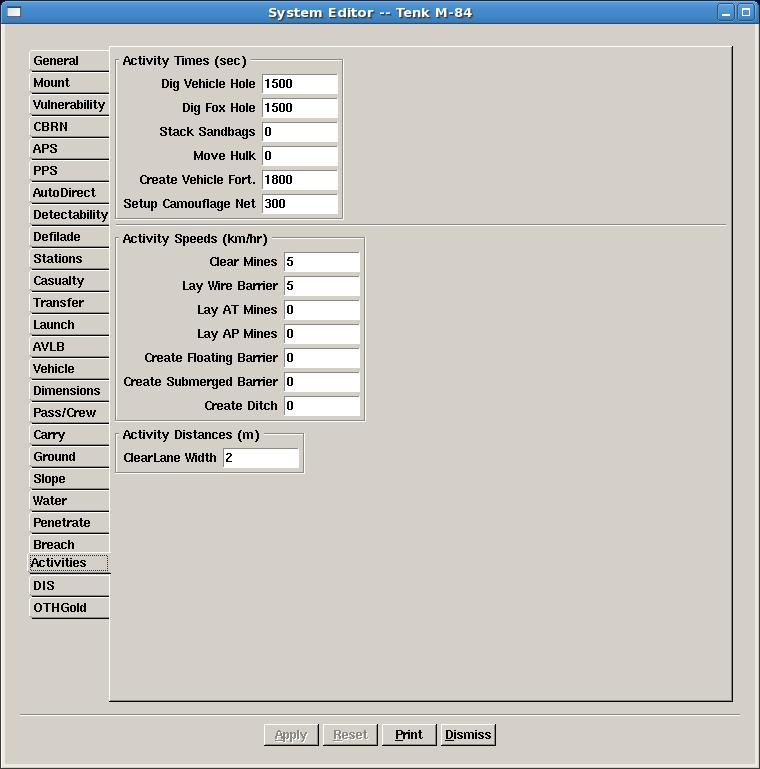 System Editor -- Tenk M-84
General
Mount
Vulnerability
CBRN
APS
PPS
AutoDirect
Detectability
Defilade
Stations
Casualty
Transfer
Launch
AVLB
Vehicle
Dimensions
Pass/Crew
Carry
Ground
Slope
Water
Penetrate
Breach
Activities
DIS
OTHGold
Activity Times (sec)
Dig Vehicle Hole 1500
Dig Fox Hole 1500
Stack Sandbags 0
Move Hulk 0
Create Vehicle Fort. 1800
Setup Camouflage Net 300
Activity Speeds (km/hr)
Clear Mines 5
Lay Wire Barrier 5
Lay AT Mines 0
Lay AP Mines 0
Create Floating Barrier 0
Create Submerged Barrier 0
Create Ditch 0
Activity Distances (m)
ClearLane Width 2
Apply Reset Print Dismiss